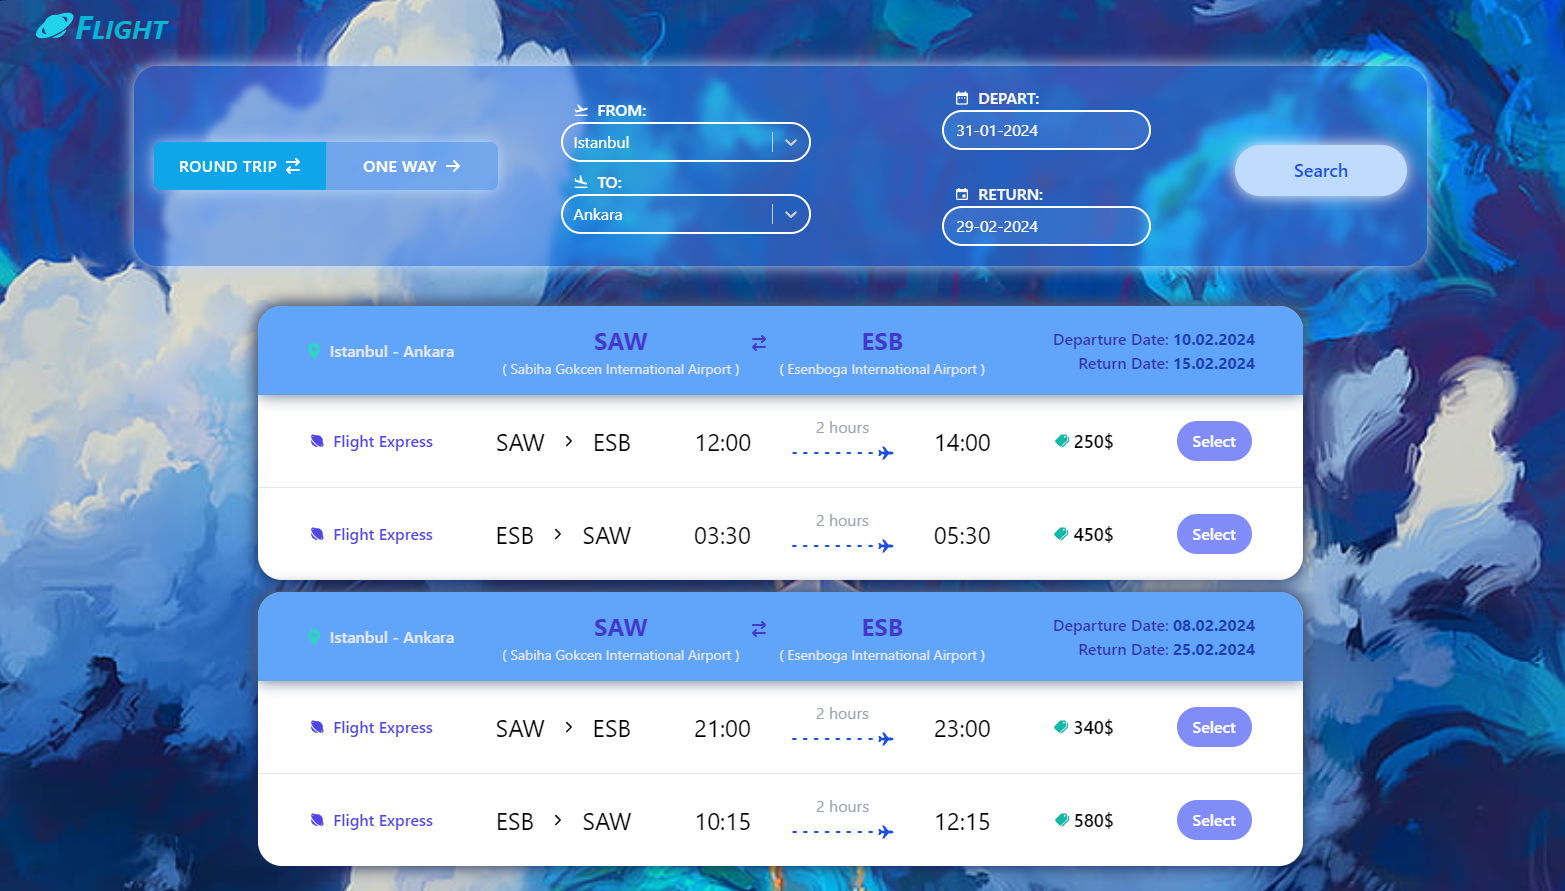 FLIGHT
ROUND TRIP
ONE WAY
FROM:
Istanbul
TO:
Ankara
DEPART:
31-01-2024
RETURN:
29-02-2024
Search
Istanbul - Ankara
SAW
( Sabiha Gokcen International Airport )
ESB
( Esenboga International Airport )
Departure Date: 10.02.2024
Return Date: 15.02.2024
Flight Express SAW > ESB 12:00 2 hours 14:00 250$ Select
Flight Express ESB > SAW 03:30 2 hours 05:30 450$ Select
Istanbul - Ankara
SAW
( Sabiha Gokcen International Airport )
ESB
( Esenboga International Airport )
Departure Date: 08.02.2024
Return Date: 25.02.2024
Flight Express SAW > ESB 21:00 2 hours 23:00 340$ Select
Flight Express ESB > SAW 10:15 2 hours 12:15 580$ Select